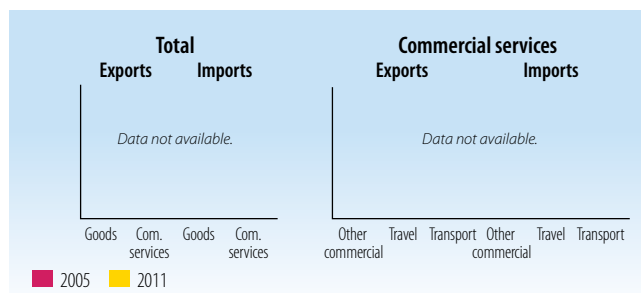 Total
Exports Imports
Data not available.
Goods Com. services Goods Com. services
Commercial services
Exports Imports
Data not available.
Other commercial Travel Transport Other commercial Travel Transport
2005 2011